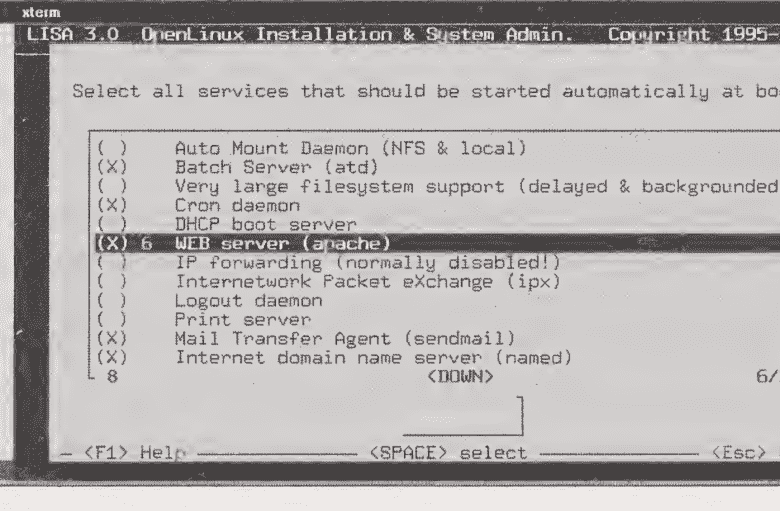 xterm
LISA 3.0 OpenLinux Installation & System Admin. Copyright 1995-
Select all services that should be started automatically at bo
( ) Auto Mount Daemon (NFS & local)
(X) Batch Server (atd)
( ) Very large filesystem support (delayed & backgrounded
(X) Cron daemon
( ) DHCP boot server
(X) 6 WEB server (apache)
( ) IP forwarding (normally disabled!)
( ) Internetwork Packet eXchange (ipx)
( ) Logout daemon
( ) Print server
(X) Mail Transfer Agent (sendmail)
(X) Internet domain name server (named)
8 <DOWN> 6/
<F1> Help <SPACE> select <Esc>